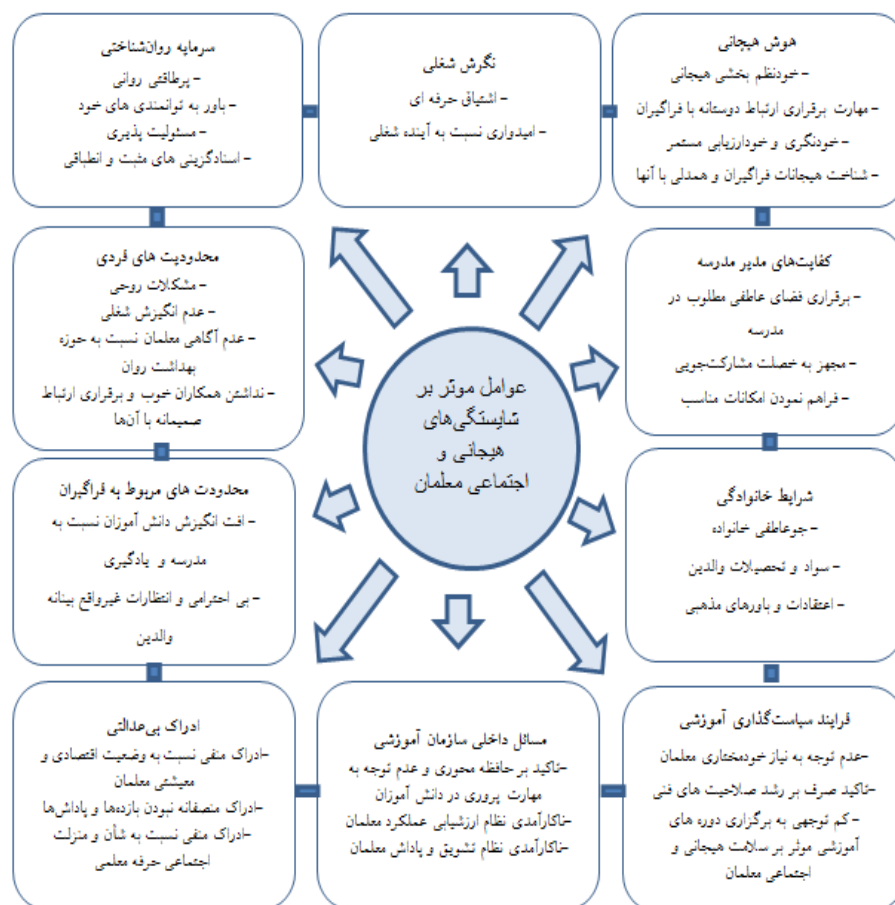 هوش هیجانی
- خودنظم بخشی هیجانی
- مهارت برقراری ارتباط دوستانه با فراگیران
- خودنگری و خودارزیابی مستمر
- شناخت هیجانات فراگیران و همدلی با آنها
نگرش شغلی
- اشتیاق حرفه ای
- امیدواری نسبت به آینده شغلی
سرمایه روان‌شناختی
- پرطاقتی روانی
- باور به توانمندی های خود
- مسئولیت پذیری
- اسنادگزینی های مثبت و انطباقی
کفایت‌های مدیر مدرسه
- برقراری فضای عاطفی مطلوب در
مدرسه
- مجهز به خصلت مشارکت‌جویی
- فراهم نمودن امکانات مناسب
محدودیت های فردی
- مشکلات روحی
- عدم انگیزش شغلی
- عدم آگاهی معلمان نسبت به حوزه
بهداشت روان
- نداشتن همکاران خوب و برقراری ارتباط
صمیمانه با آن‌ها
عوامل موثر بر
شایستگی‌های
هیجانی و
اجتماعی معلمان
شرایط خانوادگی
- جوعاطفی خانواده
- سواد و تحصیلات والدین
- اعتقادات و باورهای مذهبی
محدودت های مربوط به فراگیران
- افت انگیزش دانش آموزان نسبت به
مدرسه و یادگیری
- بی احترامی و انتظارات غیرواقع بینانه
والدین
فرایند سیاست‌گذاری آموزشی
-عدم توجه به نیاز خودمختاری معلمان
-تاکید صرف بر رشد صلاحیت های فنی
- کم توجهی به برگزاری دوره های
آموزشی موثر بر سلامت هیجانی و
اجتماعی معلمان
مسائل داخلی سازمان آموزشی
-تاکید بر حافظه محوری و عدم توجه به
مهارت پروری در دانش آموزان
-ناکارآمدی نظام ارزشیابی عملکرد معلمان
-ناکارآمدی نظام تشویق و پاداش معلمان
ادراک بی‌عدالتی
-ادراک منفی نسبت به وضعیت اقتصادی و
معیشتی معلمان
-ادراک منصفانه نبودن بازده‌ها و پاداش‌ها
-ادراک منفی نسبت به شأن و منزلت
اجتماعی حرفه معلمی